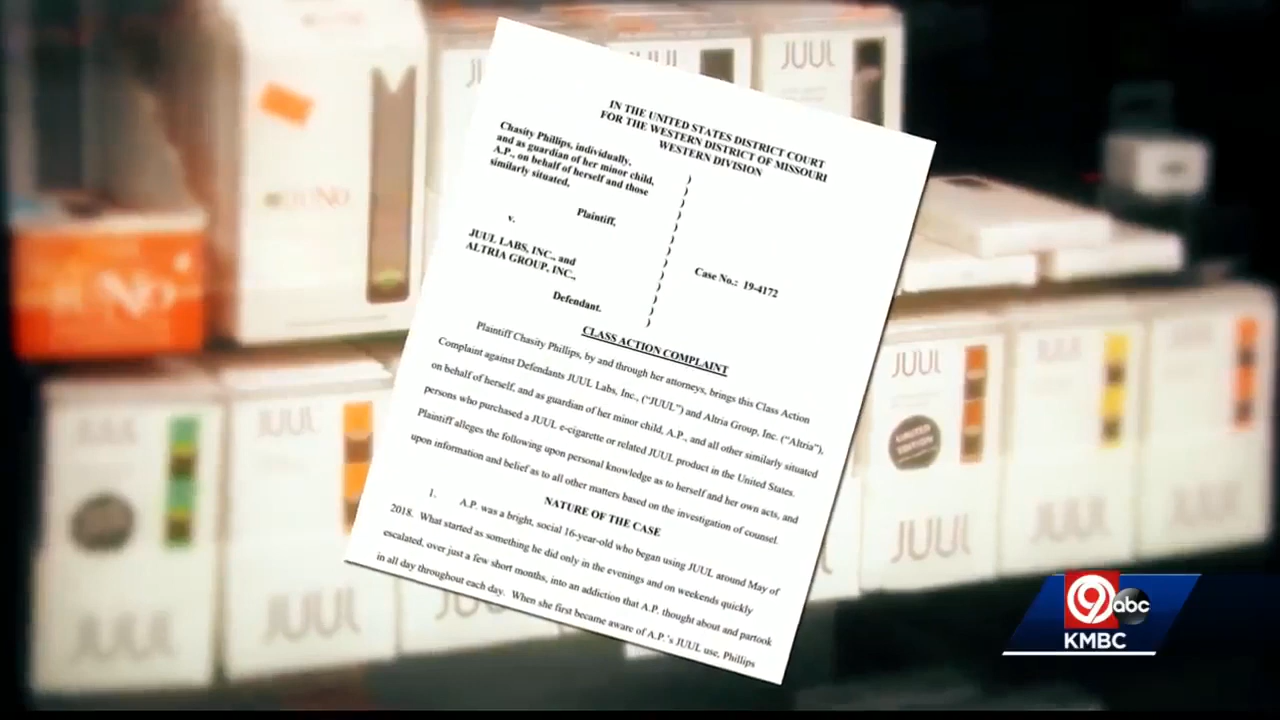 JUUL
IN THE UNITED STATES DISTRICT COURT
FOR THE WESTERN DISTRICT OF MISSOURI
WESTERN DIVISION
Chasity Phillips, individually,
and as guardian of her minor child,
A.P., on behalf of herself and those
similarly situated,
Plaintiff,
v.
JUUL LABS, INC., and
ALTRIA GROUP, INC.,
Defendant.
Case No.: 19-4172
CLASS ACTION COMPLAINT
Plaintiff Chasity Phillips, by and through her attorneys, brings this Class Action
Complaint against Defendants JUUL Labs, Inc., (“JUUL”) and Altria Group, Inc. (“Altria”),
on behalf of herself, and as guardian of her minor child, A.P., and all other similarly situated
persons who purchased a JUUL e-cigarette or related JUUL product in the United States.
Plaintiff alleges the following upon personal knowledge as to herself and her own acts, and
upon information and belief as to all other matters based on the investigation of counsel.
NATURE OF THE CASE
1. A.P. was a bright, social 16-year-old who began using JUUL around May of
2018. What started as something he did only in the evenings and on weekends quickly
escalated, over just a few short months, into an addiction that A.P. thought about and partook
in all day throughout each day. When she first became aware of A.P.’s JUUL use, Phillips
JUUL
JUUL
JUUL
JUUL
LIMITED
EDITION
JUUL
JUUL
JUUL
JUUL
JUUL
JUUL
9 abc
KMBC